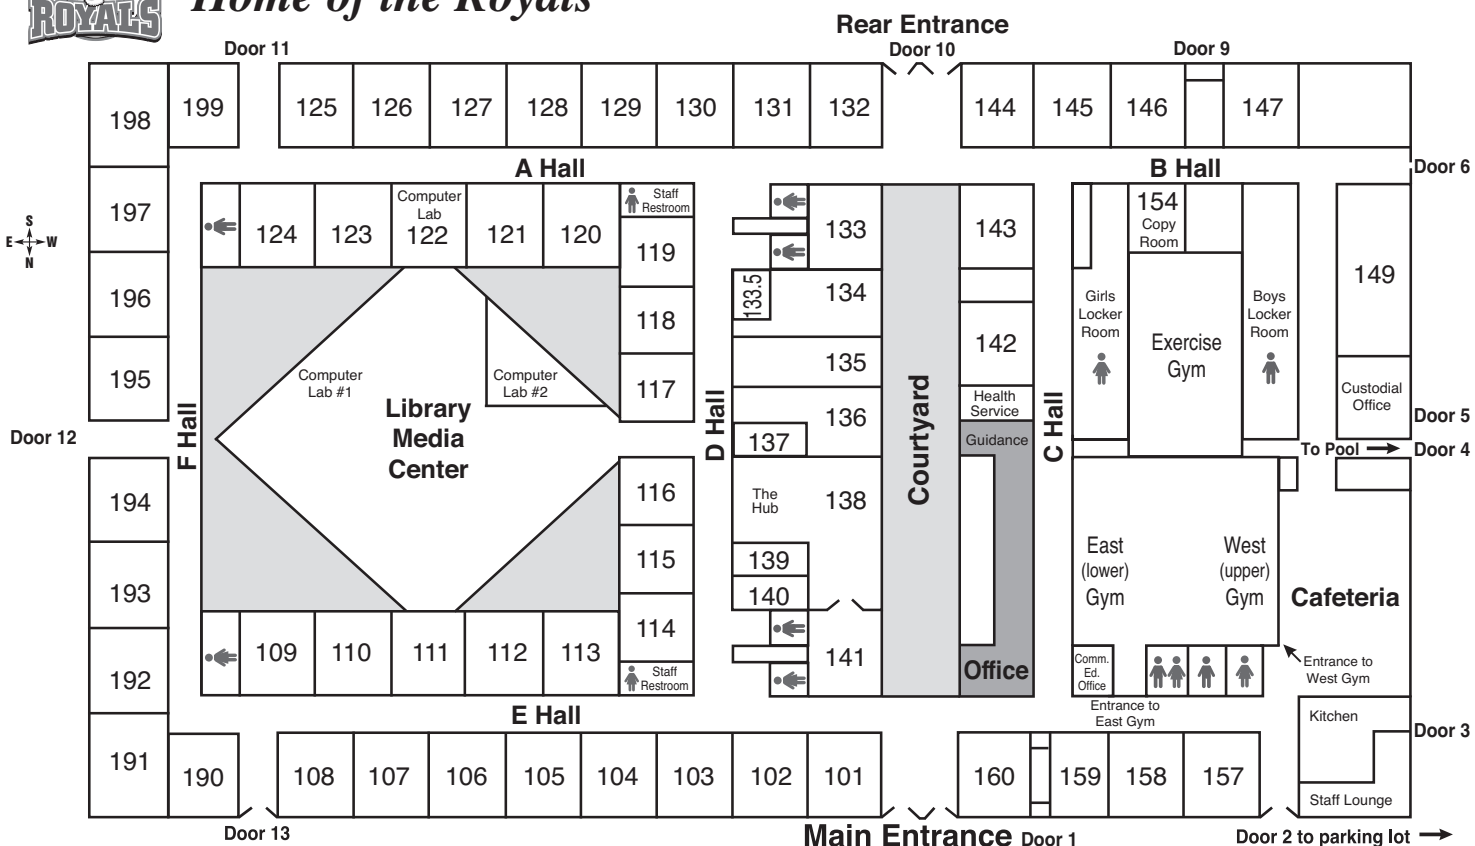 ROYALS
Home of the Royals
Rear Entrance
Door 11
Door 10
Door 9
198
199
125
126
127
128
129
130
131
132
144
145
146
147
A Hall
B Hall
Door 6
197
124
123
Computer
Lab
122
121
120
Staff
Restroom
119
133
143
154
Copy
Room
149
S
E
W
N
196
118
133.5
134
142
Girls
Locker
Room
Exercise
Gym
Boys
Locker
Room
195
Computer
Lab #1
Computer
Lab #2
117
135
Health
Service
Custodial
Office
Door 5
Door 12
F Hall
Library
Media
Center
D Hall
136
137
Courtyard
Guidance
C Hall
To Pool
Door 4
194
116
The
Hub
138
193
115
139
140
East
(lower)
Gym
West
(upper)
Gym
Cafeteria
192
109
110
111
112
113
114
Staff
Restroom
141
Office
Comm.
Ed.
Office
Entrance to
West Gym
E Hall
Entrance to
East Gym
Kitchen
Door 3
191
190
108
107
106
105
104
103
102
101
160
159
158
157
Staff Lounge
Door 13
Main Entrance
Door 1
Door 2 to parking lot